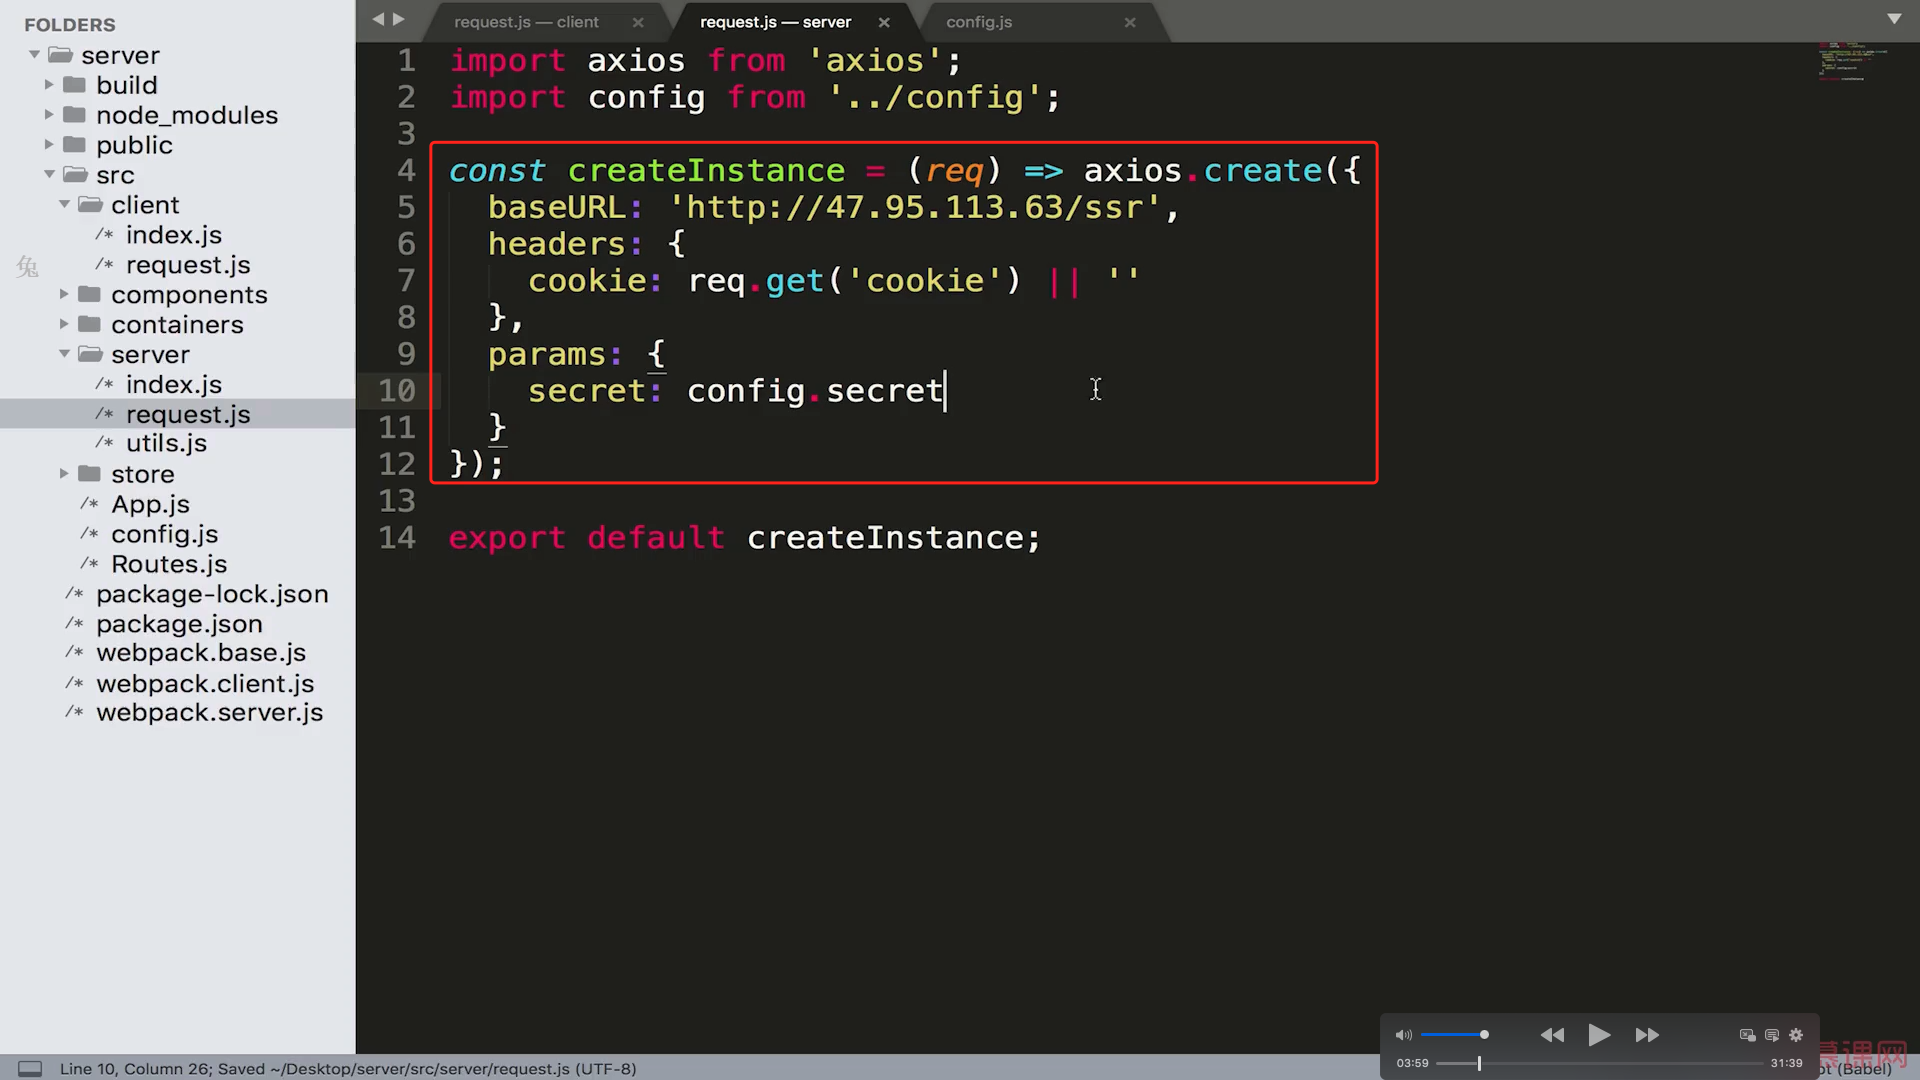 FOLDERS
server
build
node_modules
public
src
client
/* index.js
/* request.js
components
containers
server
/* index.js
/* request.js
/* utils.js
store
/* App.js
/* config.js
/* Routes.js
/* package-lock.json
/* package.json
/* webpack.base.js
/* webpack.client.js
/* webpack.server.js
兔
request.js — client
request.js — server
config.js
1 import axios from 'axios';
2 import config from '../config';
3
4 const createInstance = (req) => axios.create({
5 baseURL: 'http://47.95.113.63/ssr',
6 headers: {
7 cookie: req.get('cookie') || ''
8 },
9 params: {
10 secret: config.secret
11 }
12 });
13
14 export default createInstance;
03:59
31:39
慕课网
Line 10, Column 26; Saved ~/Desktop/server/src/server/request.js (UTF-8)
(Babel)